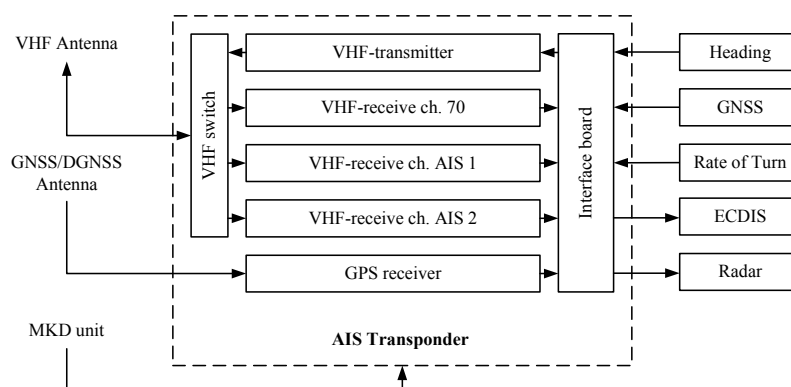 VHF Antenna
GNSS/DGNSS
Antenna
MKD unit
VHF switch
VHF-transmitter
VHF-receive ch. 70
VHF-receive ch. AIS 1
VHF-receive ch. AIS 2
GPS receiver
Interface board
AIS Transponder
Heading
GNSS
Rate of Turn
ECDIS
Radar